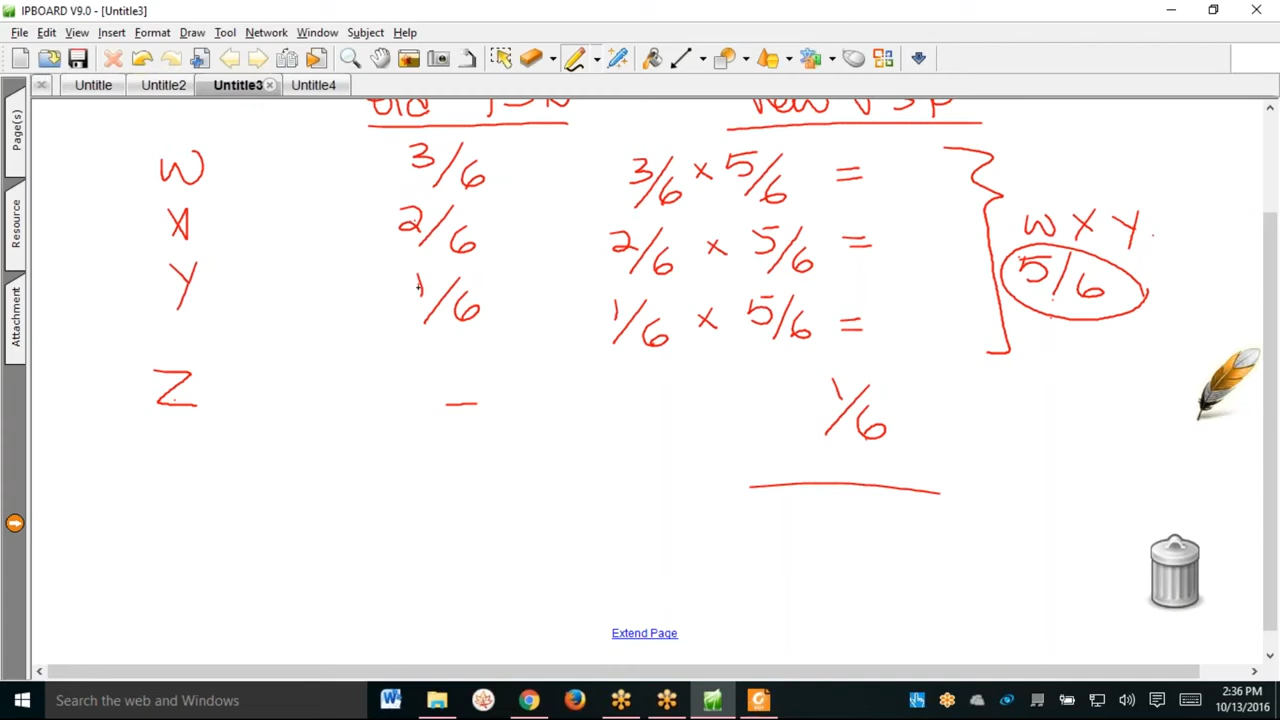 IPBOARD V9.0 - [Untitle3]
File Edit View Insert Format Draw Tool Network Window Subject Help
Untitle Untitle2 Untitle3 Untitle4
Page(s)
Resource
Attachment
Old
W 3/6 3/6 × 5/6 =
X 2/6 2/6 × 5/6 =
Y 1/6 1/6 × 5/6 =
W X Y.
5/6
Z — 1/6
Extend Page
Search the web and Windows
2:36 PM
10/13/2016